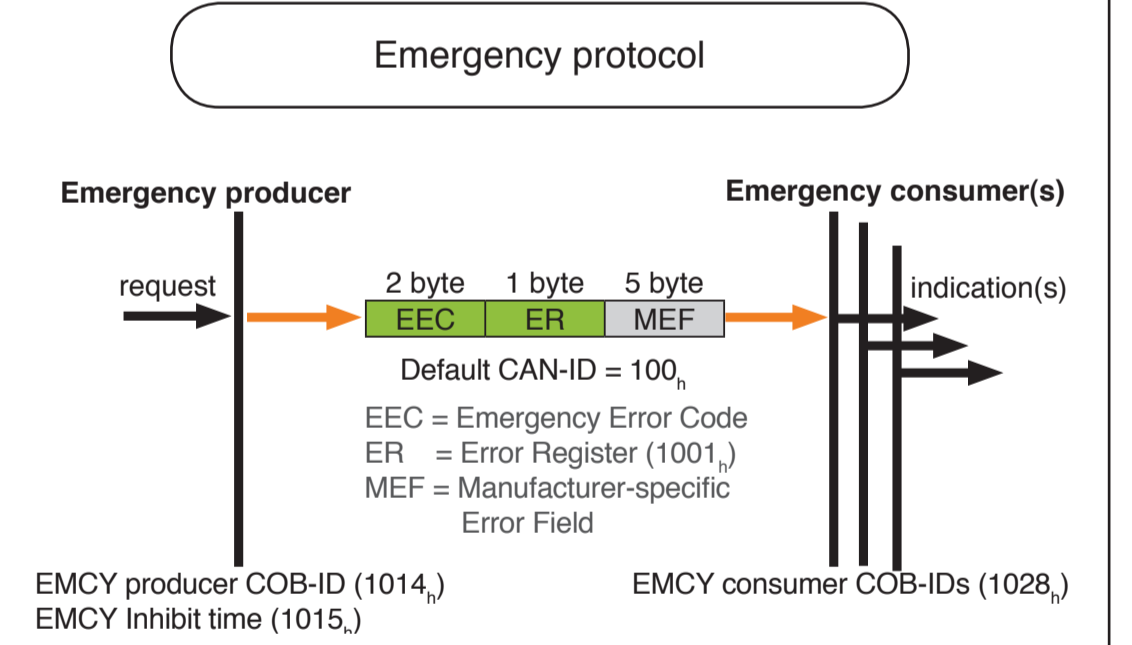 Emergency protocol
Emergency producer
Emergency consumer(s)
request
2 byte 1 byte 5 byte
indication(s)
EEC ER MEF
Default CAN-ID = 100h
EEC = Emergency Error Code
ER = Error Register (1001h)
MEF = Manufacturer-specific
Error Field
EMCY producer COB-ID (1014h)
EMCY consumer COB-IDs (1028h)
EMCY Inhibit time (1015h)